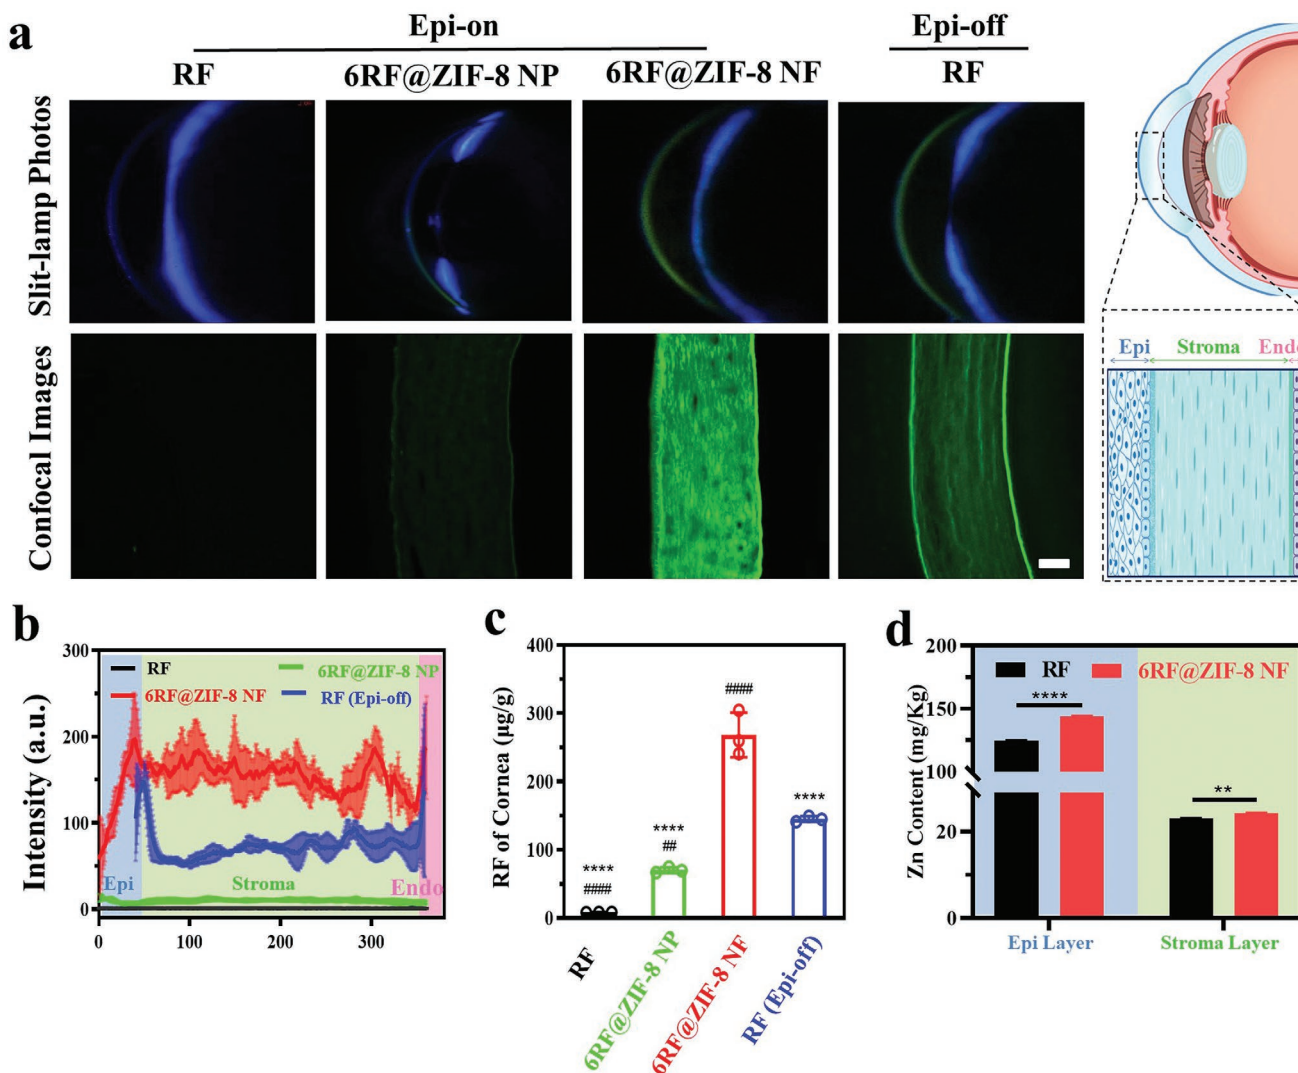 a
Epi-on
Epi-off
RF
6RF@ZIF-8 NP
6RF@ZIF-8 NF
RF
Slit-lamp Photos
Confocal Images
Epi
Stroma
Endo
b
300
250
200
150
100
50
0
Intensity (a.u.)
RF
6RF@ZIF-8 NP
6RF@ZIF-8 NF
RF (Epi-off)
Epi
Stroma
Endo
0
100
200
300
c
400
300
200
100
0
RF of Cornea (μg/g)
****
####
****
##
####
****
RF
6RF@ZIF-8 NP
6RF@ZIF-8 NF
RF (Epi-off)
d
200
150
100
20
0
Zn Content (mg/Kg)
RF
6RF@ZIF-8 NF
****
**
Epi Layer
Stroma Layer